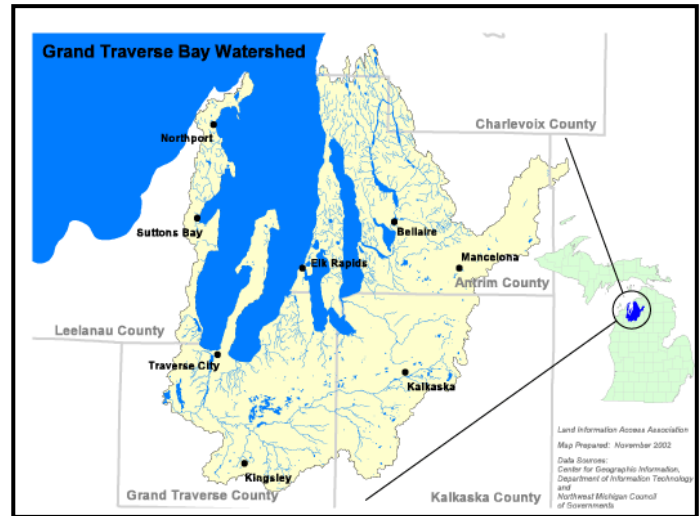 Grand Traverse Bay Watershed
Charlevoix County
Northport
Suttons Bay
Bellaire
Elk Rapids
Mancelona
Antrim County
Leelanau County
Traverse City
Kalkaska
Kingsley
Grand Traverse County
Kalkaska County
Land Information Access Association
Map Prepared: November 2002
Data Sources:
Center for Geographic Information,
Department of Information Technology
and
Northwest Michigan Council
of Governments